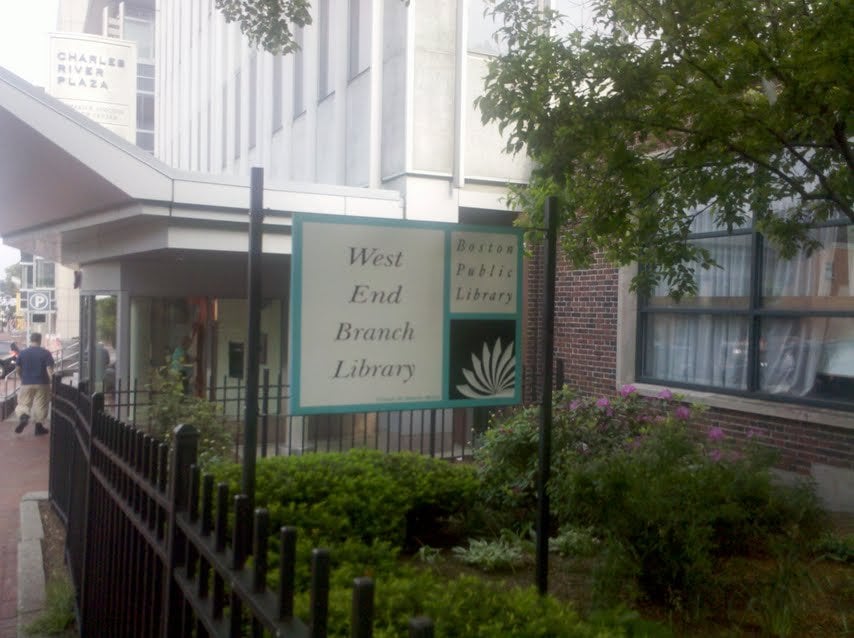 CHARLES
RIVER
PLAZA
West
End
Branch
Library
Boston
Public
Library
P